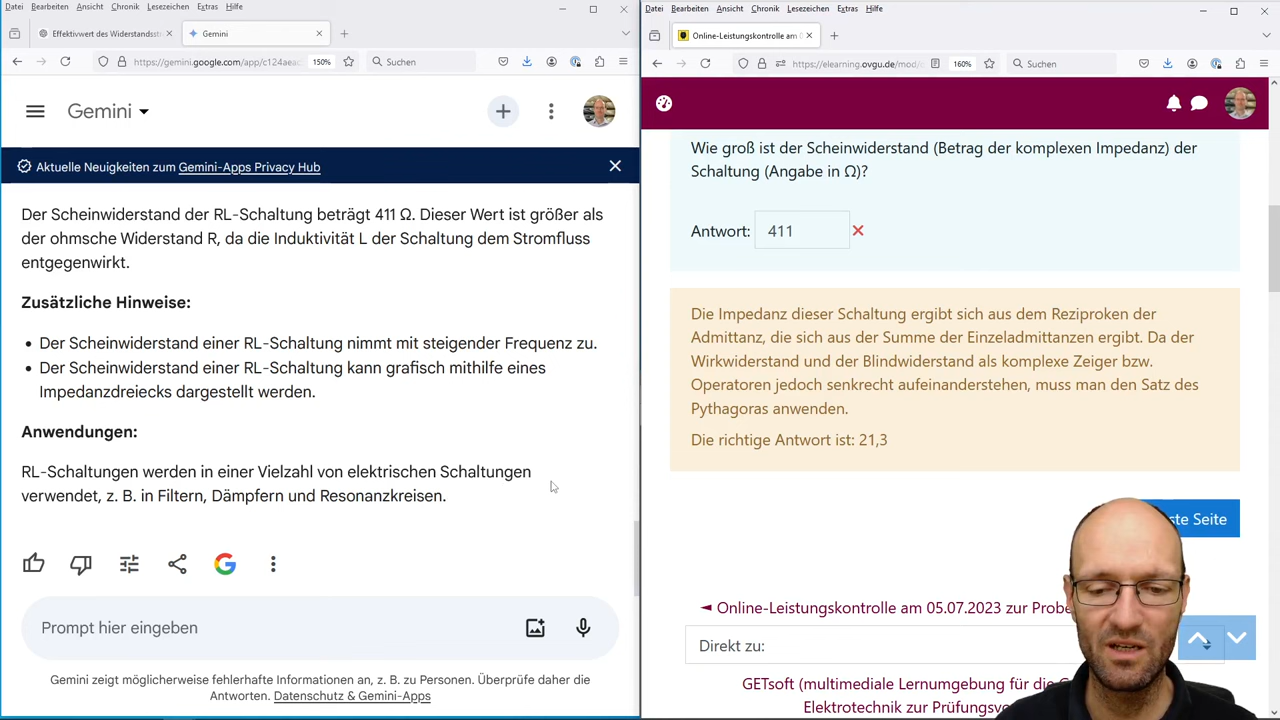 Datei Bearbeiten Ansicht Chronik Lesezeichen Extras Hilfe
Effektivwert des Widerstandsst
Gemini
https://gemini.google.com/app/c124aead
150%
Suchen
Gemini
Aktuelle Neuigkeiten zum Gemini-Apps Privacy Hub
Der Scheinwiderstand der RL-Schaltung beträgt 411 Ω. Dieser Wert ist größer als
der ohmsche Widerstand R, da die Induktivität L der Schaltung dem Stromfluss
entgegenwirkt.
Zusätzliche Hinweise:
• Der Scheinwiderstand einer RL-Schaltung nimmt mit steigender Frequenz zu.
• Der Scheinwiderstand einer RL-Schaltung kann grafisch mithilfe eines
Impedanzdreiecks dargestellt werden.
Anwendungen:
RL-Schaltungen werden in einer Vielzahl von elektrischen Schaltungen
verwendet, z. B. in Filtern, Dämpfern und Resonanzkreisen.
Prompt hier eingeben
Gemini zeigt möglicherweise fehlerhafte Informationen an, z. B. zu Personen. Überprüfe daher die
Antworten. Datenschutz & Gemini-Apps
Datei Bearbeiten Ansicht Chronik Lesezeichen Extras Hilfe
Online-Leistungskontrolle am
https://elearning.ovgu.de/mod/
160%
Suchen
Wie groß ist der Scheinwiderstand (Betrag der komplexen Impedanz) der
Schaltung (Angabe in Ω)?
Antwort: 411
Die Impedanz dieser Schaltung ergibt sich aus dem Reziproken der
Admittanz, die sich aus der Summe der Einzeladmittanzen ergibt. Da der
Wirkwiderstand und der Blindwiderstand als komplexe Zeiger bzw.
Operatoren jedoch senkrecht aufeinanderstehen, muss man den Satz des
Pythagoras anwenden.
Die richtige Antwort ist: 21,3
ste Seite
◄ Online-Leistungskontrolle am 05.07.2023 zur Probe
Direkt zu:
GETsoft (multimediale Lernumgebung für die G
Elektrotechnik zur Prüfungsvo